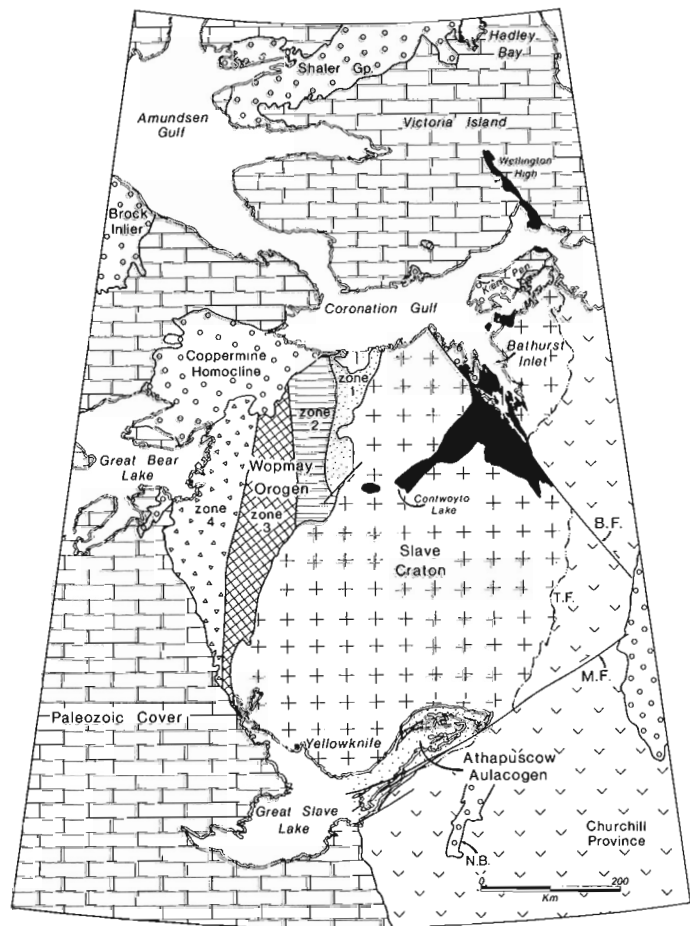 Hadley
Bay
Shaler Gp.
Amundsen
Gulf
Victoria Island
Wellington
High
Brock
Inlier
Kent Pen
Coronation Gulf
Coppermine
Homocline
Bathurst
Inlet
zone
1
zone
2
Great Bear
Lake
Wopmay
Orogen
zone
4
zone
3
Contwoyto
Lake
B.F.
Slave
Craton
T.F.
M.F.
Paleozoic Cover
Yellowknife
Athapuscow
Aulacogen
Great Slave
Lake
Churchill
Province
N.B.
0
200
Km